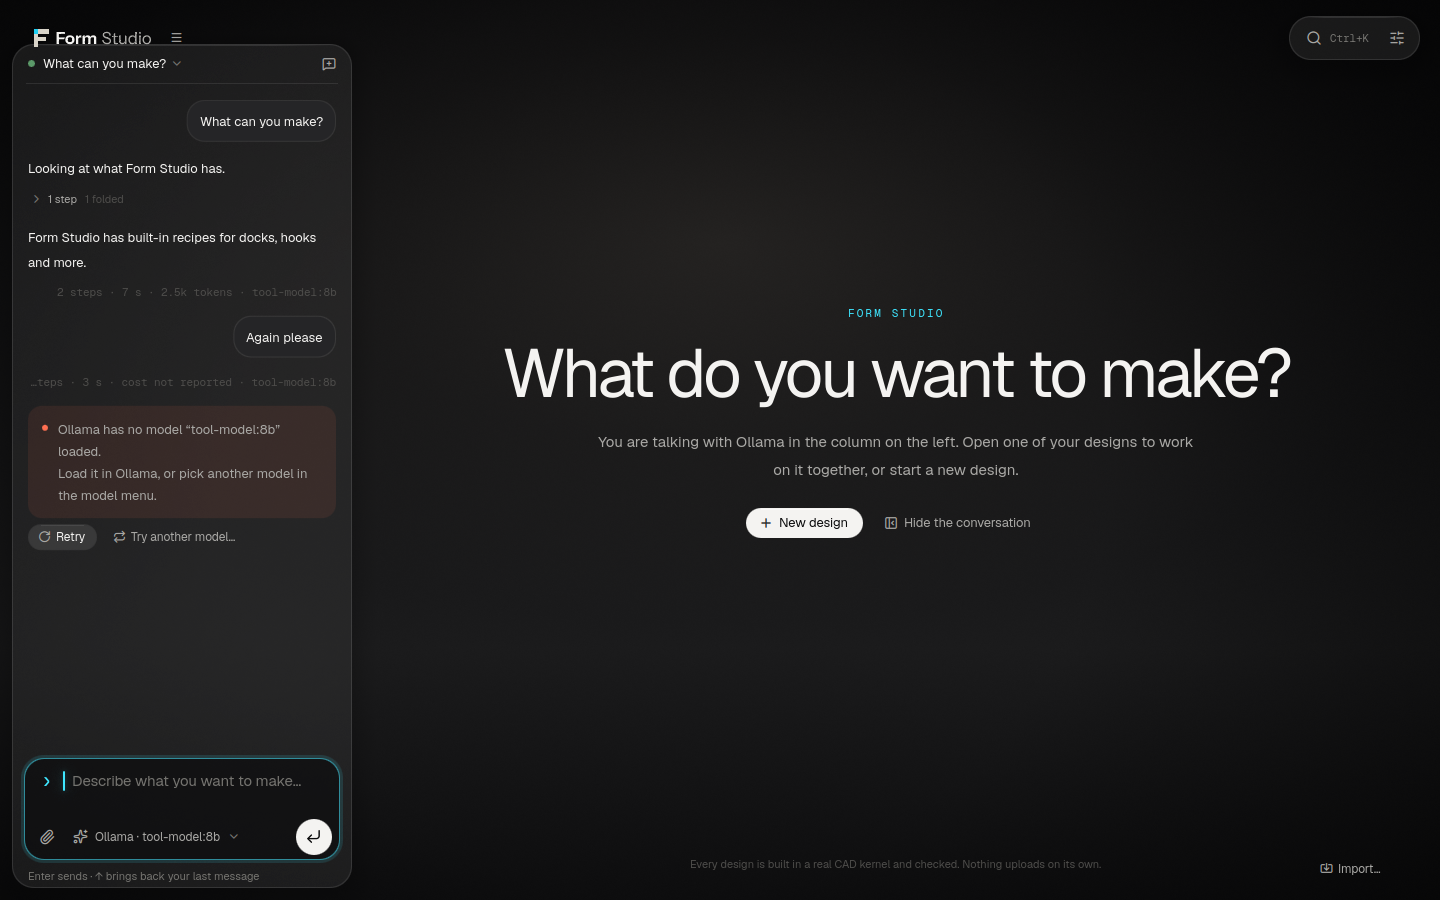 Form Studio
Ctrl+K
What can you make?
What can you make?
Looking at what Form Studio has.
1 step 1 folded
Form Studio has built-in recipes for docks, hooks
and more.
2 steps · 7 s · 2.5k tokens · tool-model:8b
Again please
…teps · 3 s · cost not reported · tool-model:8b
Ollama has no model “tool-model:8b”
loaded.
Load it in Ollama, or pick another model in
the model menu.
Retry
Try another model…
Describe what you want to make…
Ollama · tool-model:8b
Enter sends · ↑ brings back your last message
FORM STUDIO
What do you want to make?
You are talking with Ollama in the column on the left. Open one of your designs to work
on it together, or start a new design.
New design
Hide the conversation
Every design is built in a real CAD kernel and checked. Nothing uploads on its own.
Import…